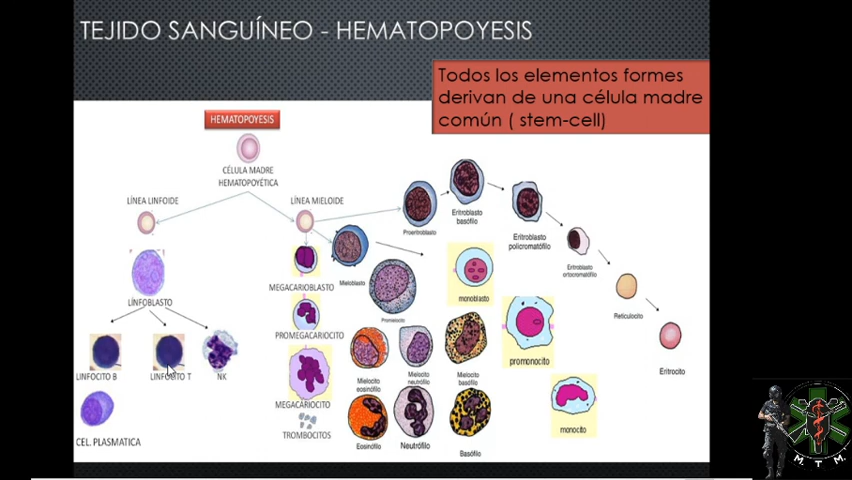 TEJIDO SANGUÍNEO - HEMATOPOYESIS
Todos los elementos formes
derivan de una célula madre
común ( stem-cell)
HEMATOPOYESIS
CÉLULA MADRE
HEMATOPOYÉTICA
LÍNEA LINFOIDE
LÍNEA MIELOIDE
Proeritroblasto
Eritroblasto
basófilo
Eritroblasto
policromatófilo
Eritroblasto
ortocromatófilo
Reticulocito
Eritrocito
LINFOBLASTO
MEGACARIOBLASTO
Mieloblasto
Promielocito
monoblasto
PROMEGACARIOCITO
promonocito
LINFOCITO B
LINFOCITO T
NK
Mielocito
eosinófilo
Mielocito
neutrófilo
Mielocito
basófilo
MEGACARIOCITO
TROMBOCITOS
monocito
CEL. PLASMATICA
Eosinófilo
Neutrófilo
Basófilo
M. T. M.